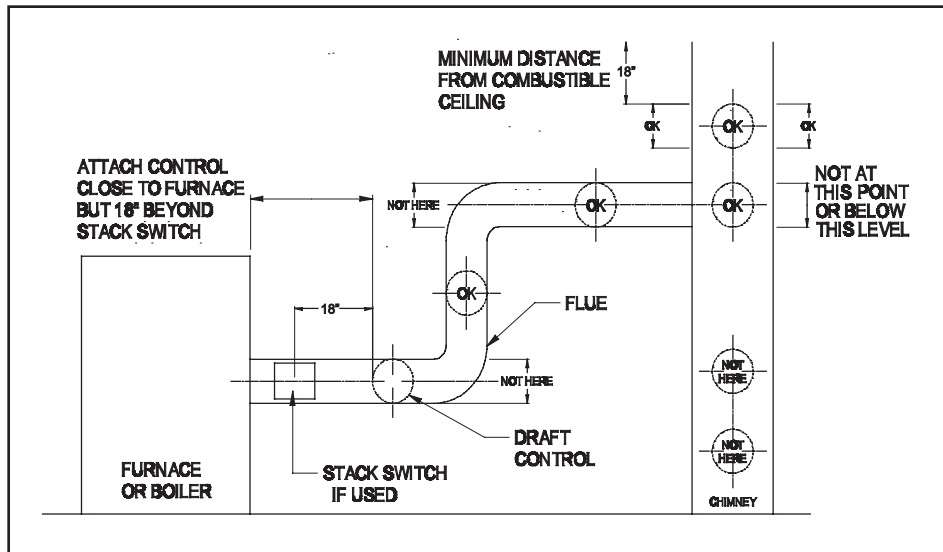 MINIMUM DISTANCE
FROM COMBUSTIBLE
CEILING
18"
OK
OK
OK
ATTACH CONTROL
CLOSE TO FURNACE
BUT 18" BEYOND
STACK SWITCH
NOT HERE
OK
OK
NOT AT
THIS POINT
OR BELOW
THIS LEVEL
OK
18"
FLUE
NOT HERE
NOT
HERE
DRAFT
CONTROL
NOT
HERE
FURNACE
OR BOILER
STACK SWITCH
IF USED
CHIMNEY